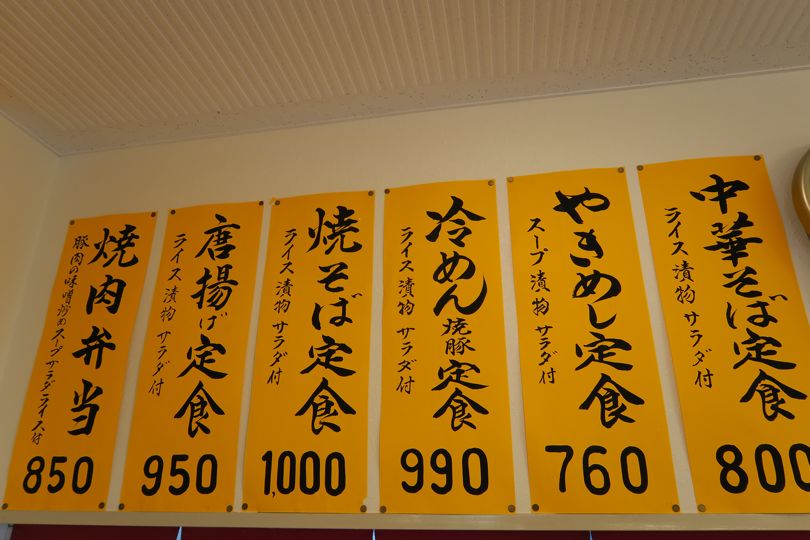 中華そば定食
ライス 漬物 サラダ 付
800
やきめし定食
スープ 漬物 サラダ 付
760
冷めん焼豚定食
ライス 漬物 サラダ 付
990
焼そば定食
ライス 漬物 サラダ 付
1,000
唐揚げ定食
ライス 漬物 サラダ 付
950
焼肉弁当
豚肉の味噌炒め スープ サラダ ライス 付
850